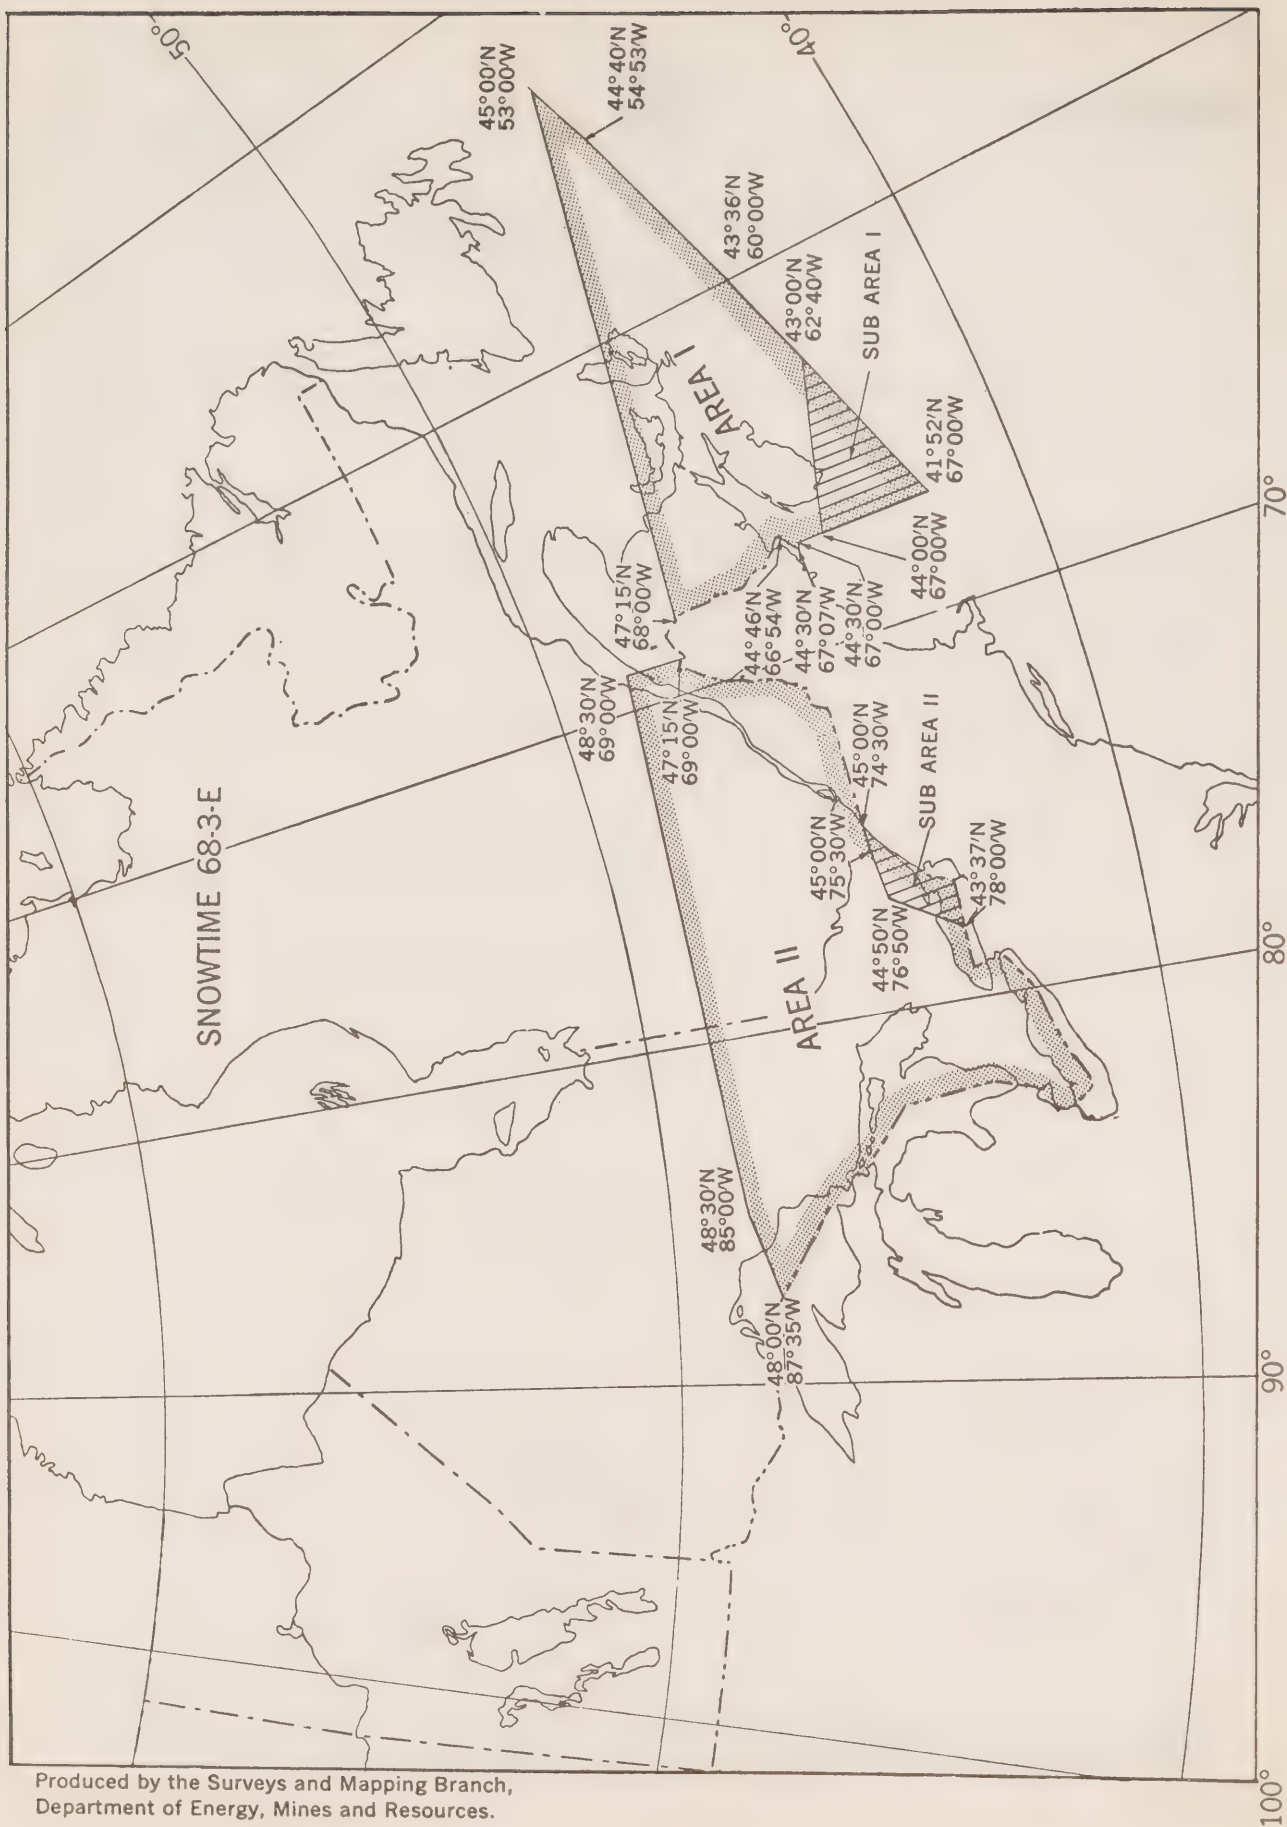 SNOWTIME 68-3-E
50°
40°
45°00′N
53°00′W
44°40′N
54°53′W
43°36′N
60°00′W
43°00′N
62°40′W
SUB AREA I
AREA I
41°52′N
67°00′W
44°00′N
67°00′W
47°15′N
68°00′W
44°46′N
66°54′W
44°30′N
67°07′W
44°30′N
67°00′W
48°30′N
69°00′W
47°15′N
69°00′W
45°00′N
74°30′W
SUB AREA II
45°00′N
75°30′W
43°37′N
78°00′W
44°50′N
76°50′W
AREA II
48°30′N
85°00′W
48°00′N
87°35′W
70°
80°
90°
100°
Produced by the Surveys and Mapping Branch,
Department of Energy, Mines and Resources.